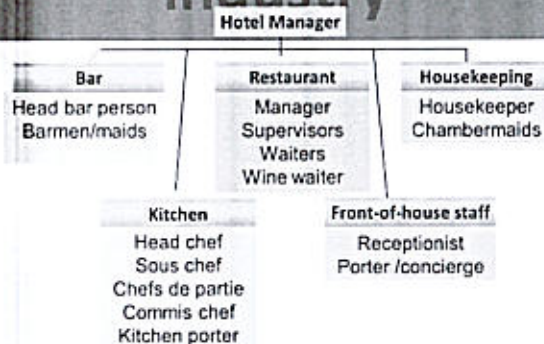 industry
Hotel Manager
Bar
Head bar person
Barmen/maids
Restaurant
Manager
Supervisors
Waiters
Wine waiter
Housekeeping
Housekeeper
Chambermaids
Kitchen
Head chef
Sous chef
Chefs de partie
Commis chef
Kitchen porter
Front-of-house staff
Receptionist
Porter /concierge